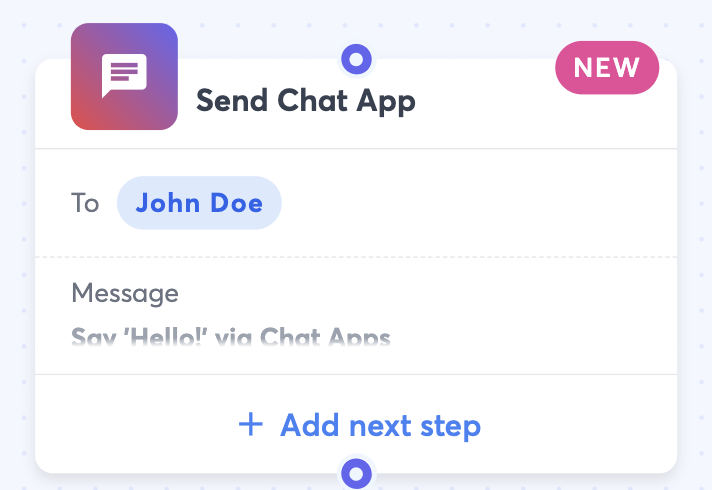 NEW
Send Chat App
To John Doe
Message
Say 'Hello!' via Chat Apps
+ Add next step